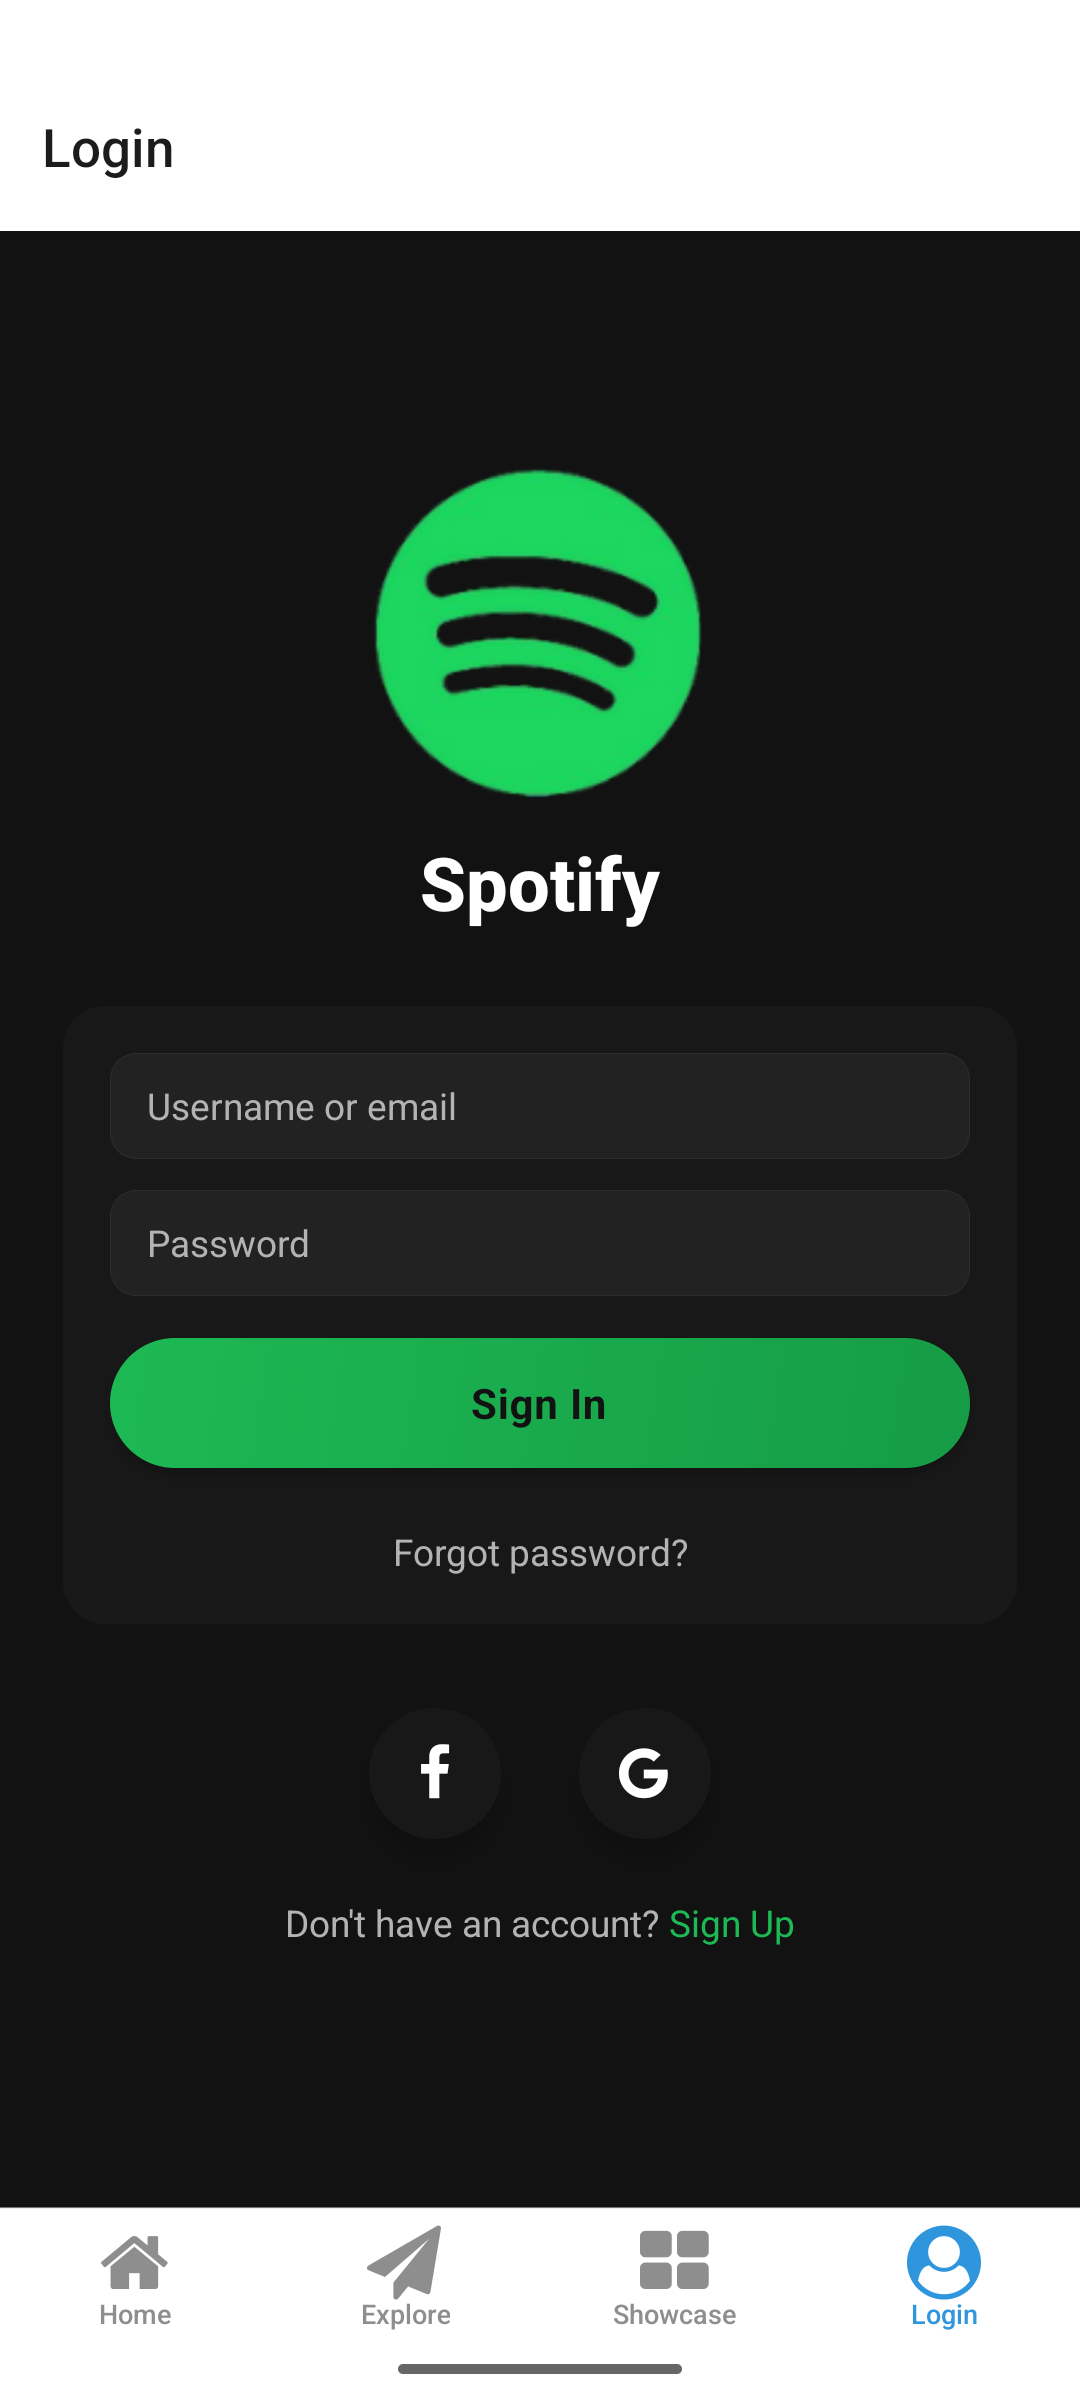 Login
Spotify
Username or email
Password
Sign In
Forgot password?
Don't have an account? Sign Up
Home
Explore
Showcase
Login